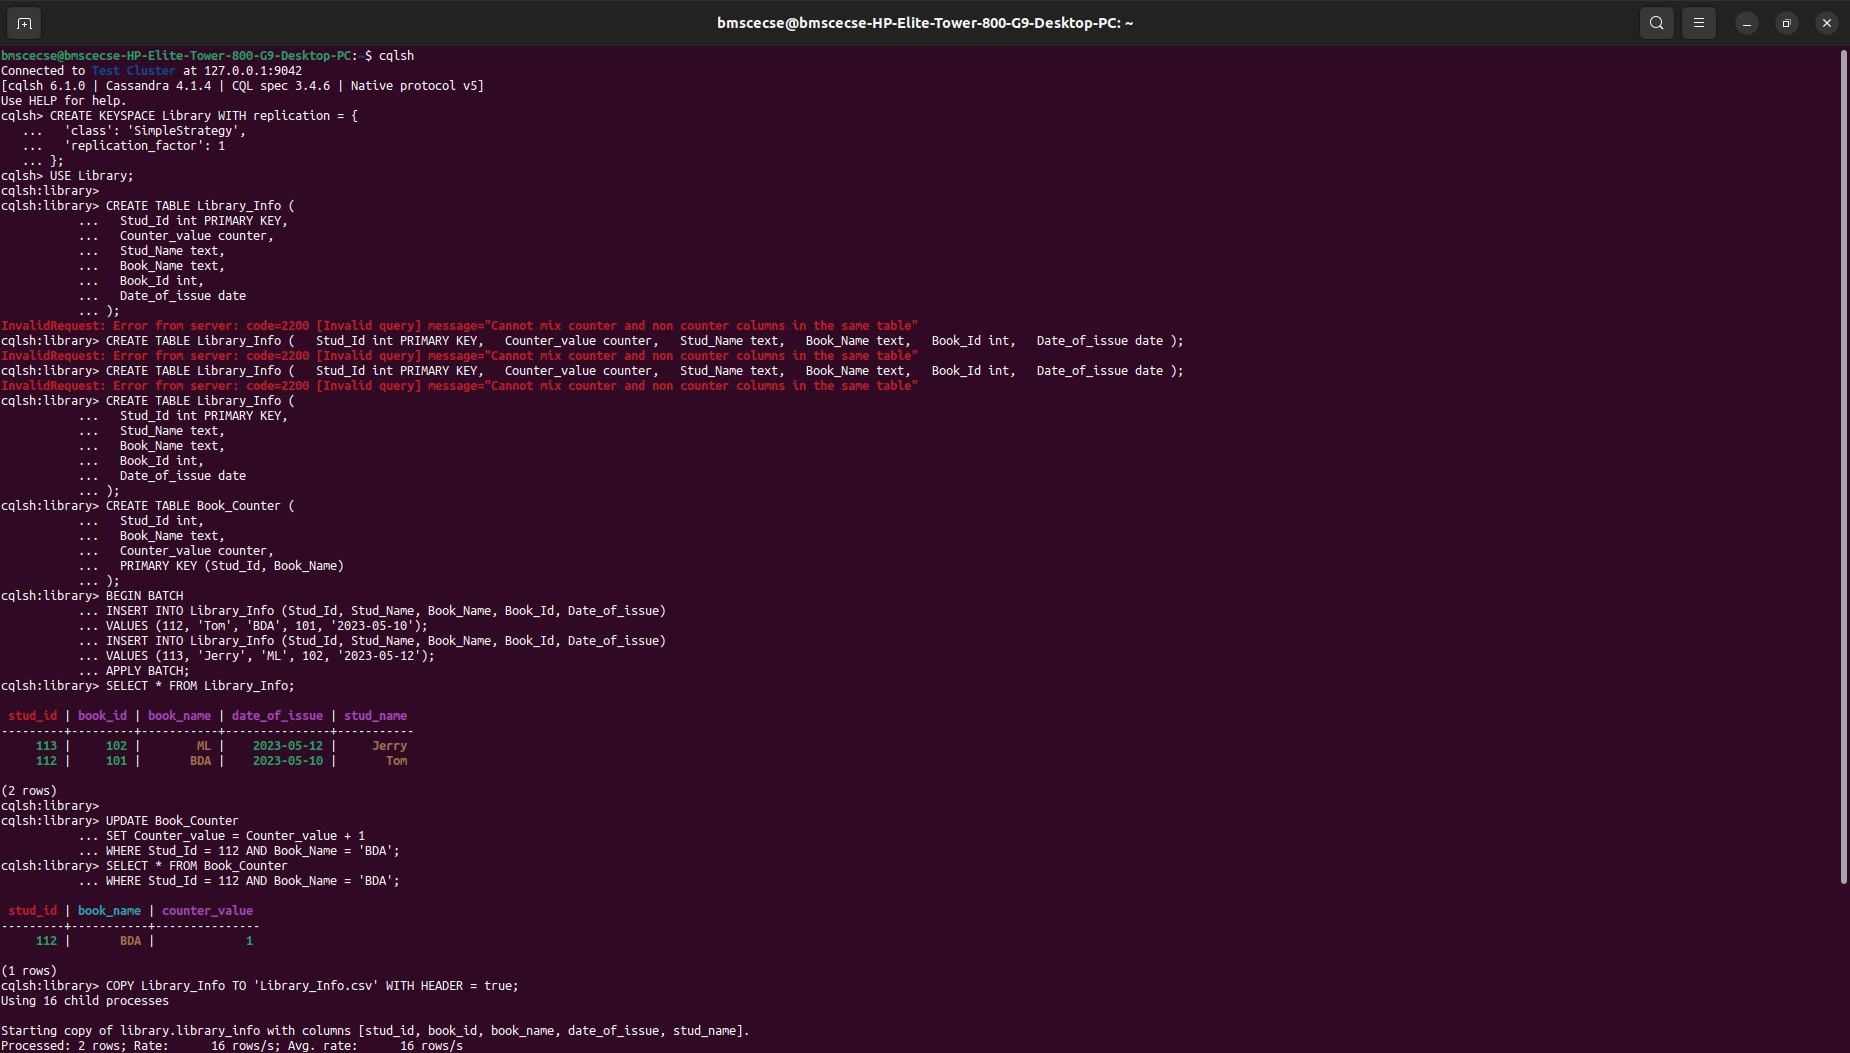 bmscecse@bmscecse-HP-Elite-Tower-800-G9-Desktop-PC: ~
bmscecse@bmscecse-HP-Elite-Tower-800-G9-Desktop-PC:~$ cqlsh
Connected to Test Cluster at 127.0.0.1:9042
[cqlsh 6.1.0 | Cassandra 4.1.4 | CQL spec 3.4.6 | Native protocol v5]
Use HELP for help.
cqlsh> CREATE KEYSPACE Library WITH replication = {
   ...   'class': 'SimpleStrategy',
   ...   'replication_factor': 1
   ... };
cqlsh> USE Library;
cqlsh:library>
cqlsh:library> CREATE TABLE Library_Info (
           ...   Stud_Id int PRIMARY KEY,
           ...   Counter_value counter,
           ...   Stud_Name text,
           ...   Book_Name text,
           ...   Book_Id int,
           ...   Date_of_issue date
           ... );
InvalidRequest: Error from server: code=2200 [Invalid query] message="Cannot mix counter and non counter columns in the same table"
cqlsh:library> CREATE TABLE Library_Info (   Stud_Id int PRIMARY KEY,   Counter_value counter,   Stud_Name text,   Book_Name text,   Book_Id int,   Date_of_issue date );
InvalidRequest: Error from server: code=2200 [Invalid query] message="Cannot mix counter and non counter columns in the same table"
cqlsh:library> CREATE TABLE Library_Info (   Stud_Id int PRIMARY KEY,   Counter_value counter,   Stud_Name text,   Book_Name text,   Book_Id int,   Date_of_issue date );
InvalidRequest: Error from server: code=2200 [Invalid query] message="Cannot mix counter and non counter columns in the same table"
cqlsh:library> CREATE TABLE Library_Info (
           ...   Stud_Id int PRIMARY KEY,
           ...   Stud_Name text,
           ...   Book_Name text,
           ...   Book_Id int,
           ...   Date_of_issue date
           ... );
cqlsh:library> CREATE TABLE Book_Counter (
           ...   Stud_Id int,
           ...   Book_Name text,
           ...   Counter_value counter,
           ...   PRIMARY KEY (Stud_Id, Book_Name)
           ... );
cqlsh:library> BEGIN BATCH
           ... INSERT INTO Library_Info (Stud_Id, Stud_Name, Book_Name, Book_Id, Date_of_issue)
           ... VALUES (112, 'Tom', 'BDA', 101, '2023-05-10');
           ... INSERT INTO Library_Info (Stud_Id, Stud_Name, Book_Name, Book_Id, Date_of_issue)
           ... VALUES (113, 'Jerry', 'ML', 102, '2023-05-12');
           ... APPLY BATCH;
cqlsh:library> SELECT * FROM Library_Info;
 stud_id | book_id | book_name | date_of_issue | stud_name
---------+---------+-----------+---------------+-----------
     113 |     102 |        ML |    2023-05-12 |     Jerry
     112 |     101 |       BDA |    2023-05-10 |       Tom
(2 rows)
cqlsh:library>
cqlsh:library> UPDATE Book_Counter
           ... SET Counter_value = Counter_value + 1
           ... WHERE Stud_Id = 112 AND Book_Name = 'BDA';
cqlsh:library> SELECT * FROM Book_Counter
           ... WHERE Stud_Id = 112 AND Book_Name = 'BDA';
 stud_id | book_name | counter_value
---------+-----------+---------------
     112 |       BDA |             1
(1 rows)
cqlsh:library> COPY Library_Info TO 'Library_Info.csv' WITH HEADER = true;
Using 16 child processes
Starting copy of library.library_info with columns [stud_id, book_id, book_name, date_of_issue, stud_name].
Processed: 2 rows; Rate:      16 rows/s; Avg. rate:      16 rows/s